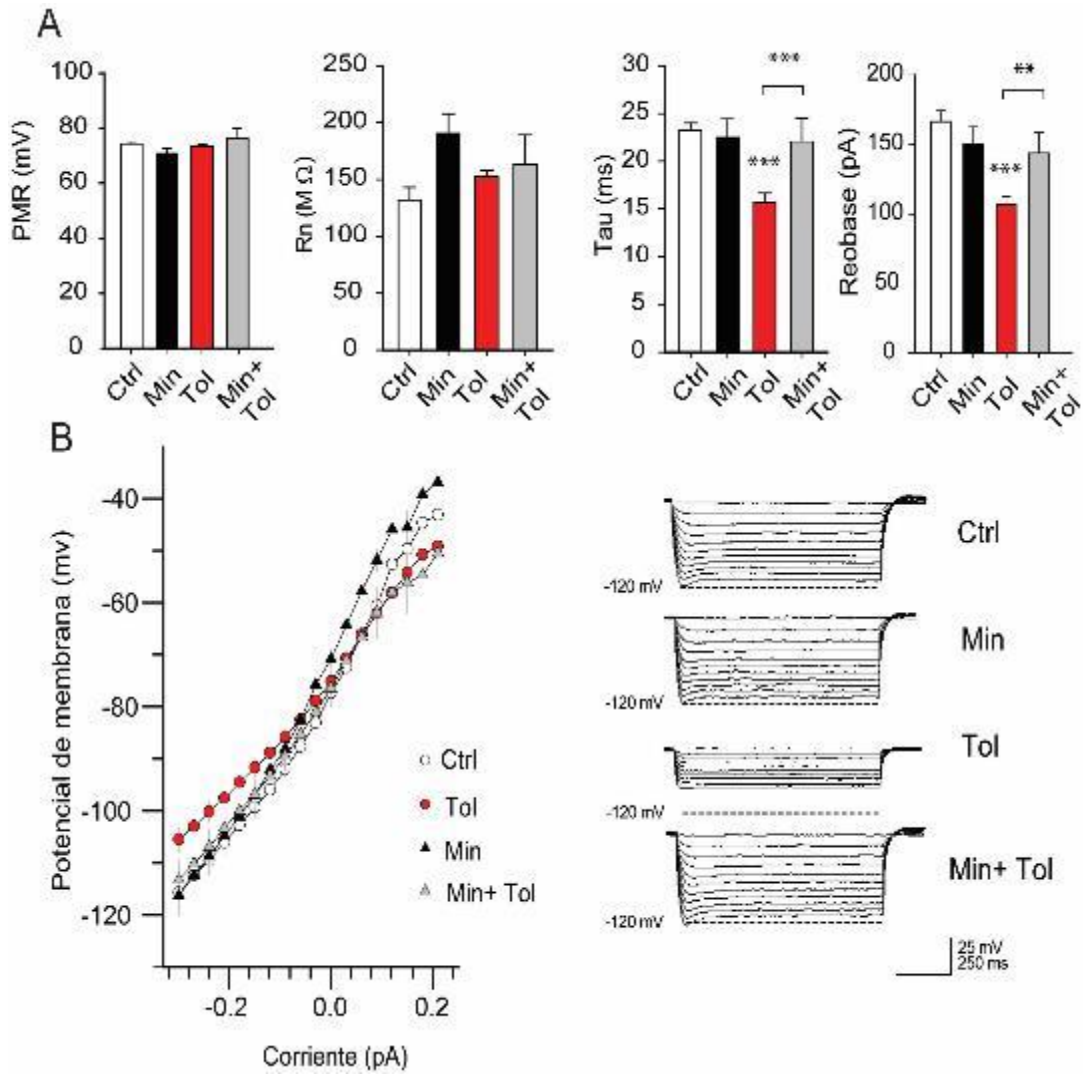 A
PMR (mV)
100
80
60
40
20
0
Ctrl
Min
Tol
Min+
Tol
Rn (M Ω)
250
200
150
100
50
0
Ctrl
Min
Tol
Min+
Tol
Tau (ms)
30
25
20
15
10
5
0
***
***
Ctrl
Min
Tol
Min+
Tol
Reobase (pA)
200
150
100
50
0
**
***
Ctrl
Min
Tol
Min+
Tol
B
Potencial de membrana (mv)
-40
-60
-80
-100
-120
-0.2
0.0
0.2
Corriente (pA)
Ctrl
Tol
Min
Min+ Tol
Ctrl
-120 mV
Min
-120 mV
Tol
-120 mV
Min+ Tol
-120 mV
25 mV
250 ms